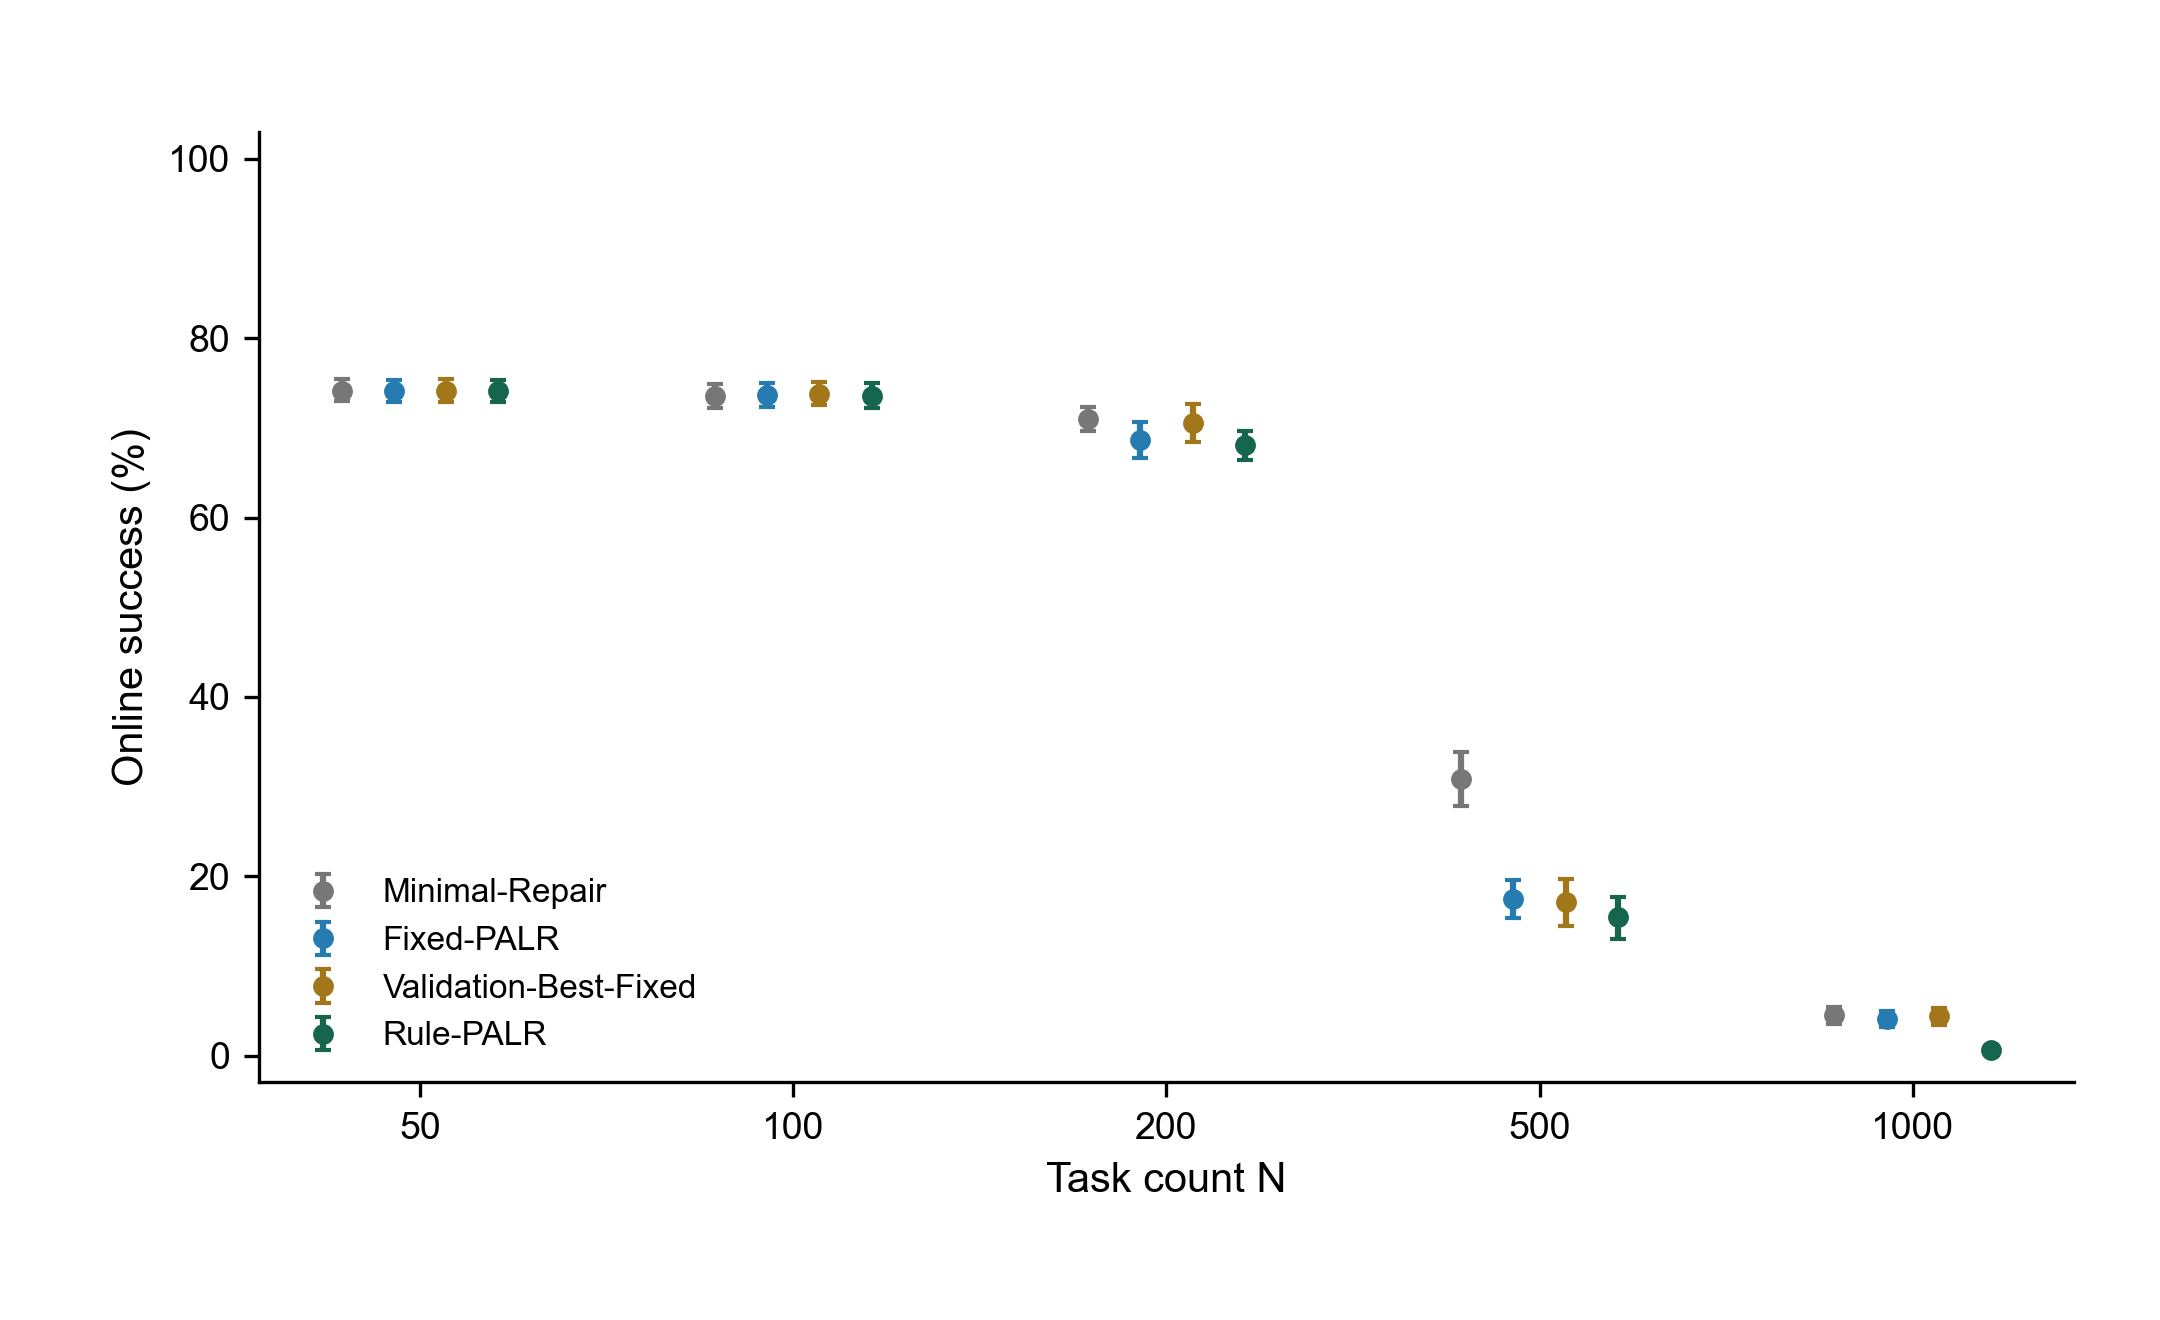 100
80
60
40
20
0
Online success (%)
Minimal-Repair
Fixed-PALR
Validation-Best-Fixed
Rule-PALR
50 100 200 500 1000
Task count N